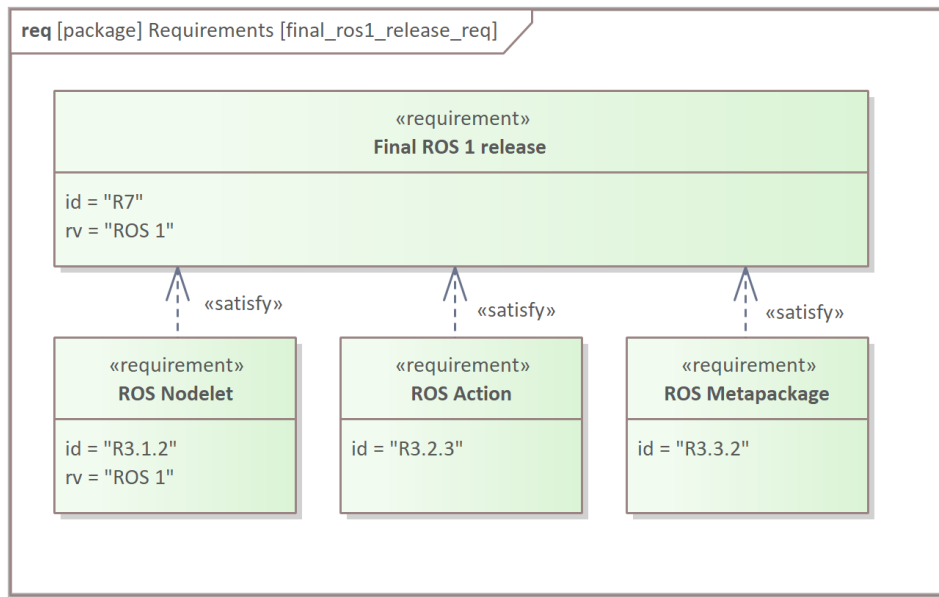 req [package] Requirements [final_ros1_release_req]
«requirement»
Final ROS 1 release
id = "R7"
rv = "ROS 1"
«satisfy»
«satisfy»
«satisfy»
«requirement»
ROS Nodelet
id = "R3.1.2"
rv = "ROS 1"
«requirement»
ROS Action
id = "R3.2.3"
«requirement»
ROS Metapackage
id = "R3.3.2"